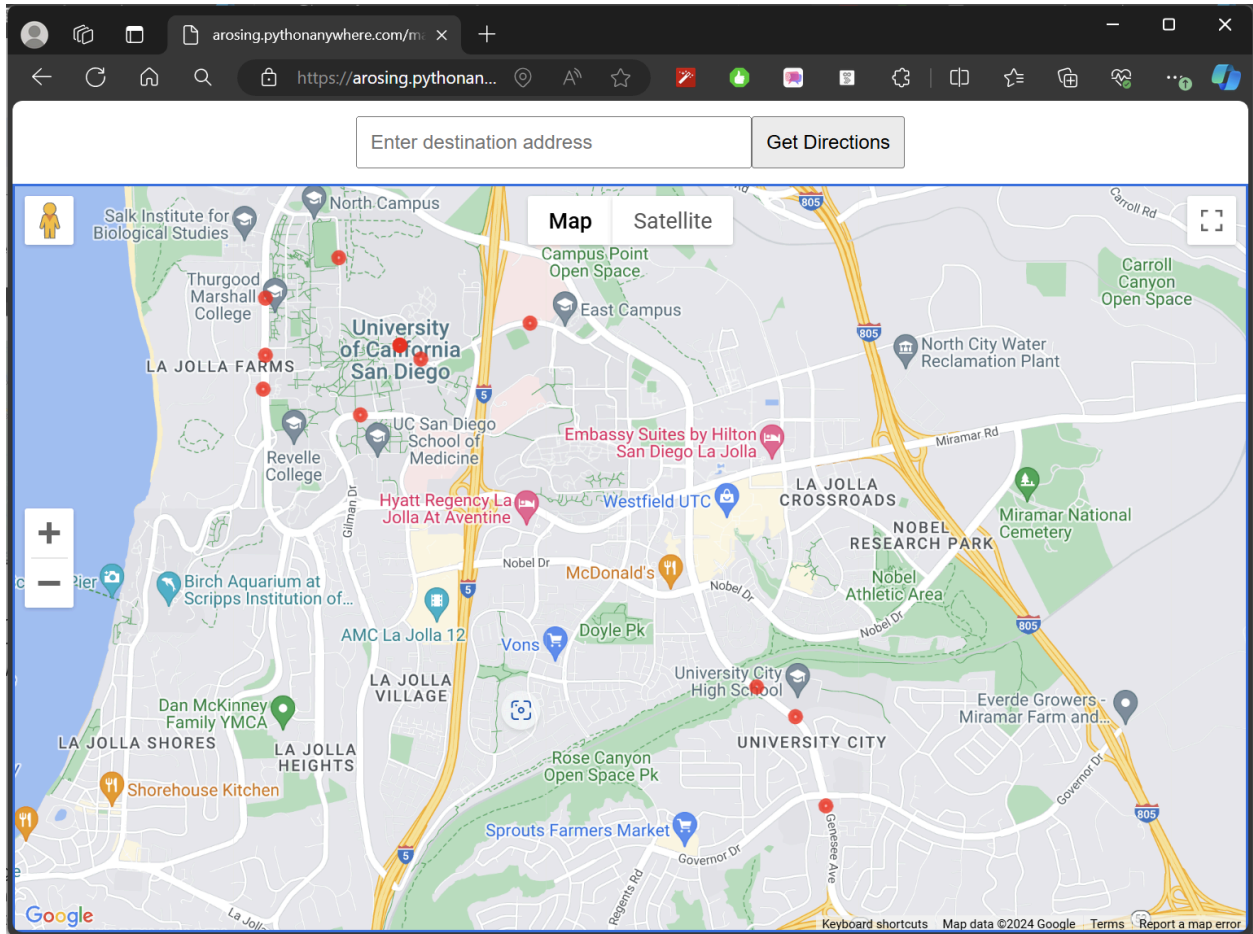 arosing.pythonanywhere.com/ma
https://arosing.pythonan...
Enter destination address
Get Directions
Map
Satellite
Salk Institute for
Biological Studies
North Campus
805
Carroll Rd
Campus Point
Open Space
Carroll
Canyon
Open Space
Thurgood
Marshall
College
East Campus
University
of California
San Diego
805
North City Water
Reclamation Plant
LA JOLLA FARMS
5
UC San Diego
School of
Medicine
Revelle
College
Embassy Suites by Hilton
San Diego La Jolla
Miramar Rd
Gilman Dr
Hyatt Regency La
Jolla At Aventine
Westfield UTC
LA JOLLA
CROSSROADS
Miramar National
Cemetery
NOBEL
RESEARCH PARK
Nobel Dr
McDonald's
Nobel Dr
Nobel
Athletic Area
Pier
Birch Aquarium at
Scripps Institution of...
5
AMC La Jolla 12
Vons
Doyle Pk
Nobel Dr
805
LA JOLLA
VILLAGE
University City
High School
Dan McKinney
Family YMCA
Everde Growers -
Miramar Farm and...
LA JOLLA SHORES
LA JOLLA
HEIGHTS
UNIVERSITY CITY
Rose Canyon
Open Space Pk
Shorehouse Kitchen
Governor Dr
805
Sprouts Farmers Market
Governor Dr
Genesee Ave
5
Regents Rd
La Jolla
Google
Keyboard shortcuts
Map data ©2024 Google
Terms
Report a map error